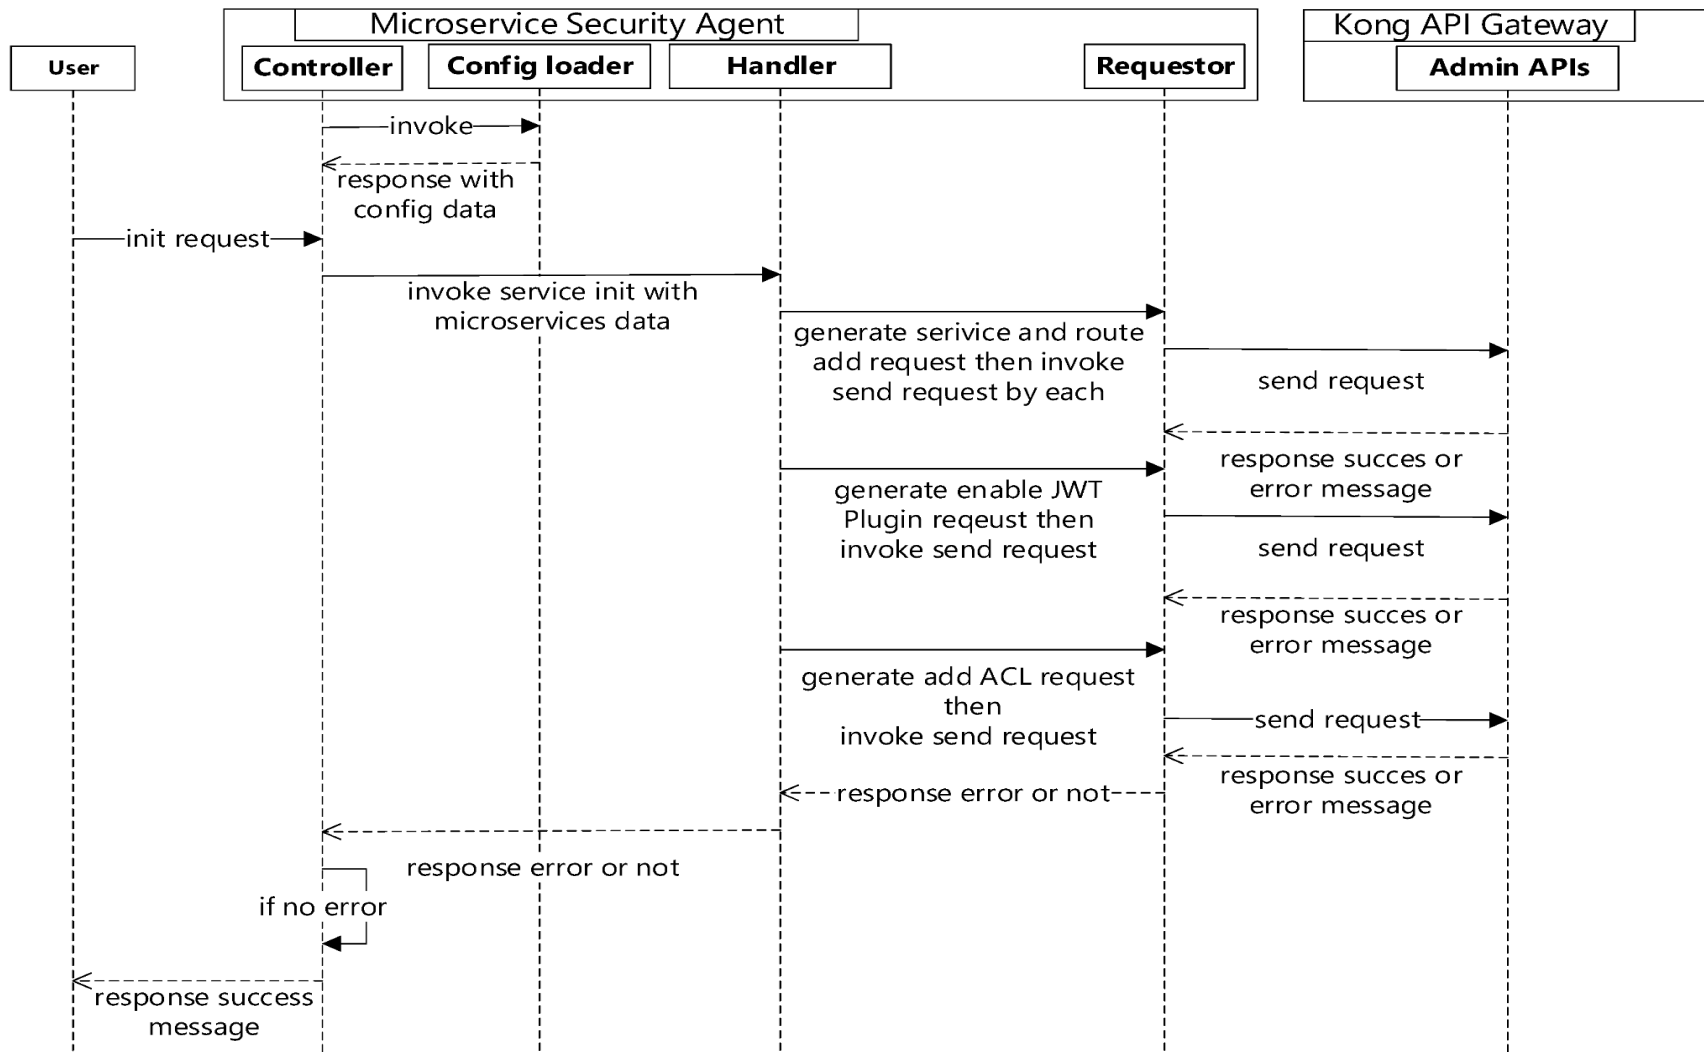 Microservice Security Agent
Kong API Gateway
User
Controller
Config loader
Handler
Requestor
Admin APIs
invoke
response with
config data
init request
invoke service init with
microservices data
generate serivice and route
add request then invoke
send request by each
send request
response succes or
error message
generate enable JWT
Plugin reqeust then
invoke send request
send request
response succes or
error message
generate add ACL request
then
invoke send request
send request
response succes or
error message
response error or not
response error or not
if no error
response success
message